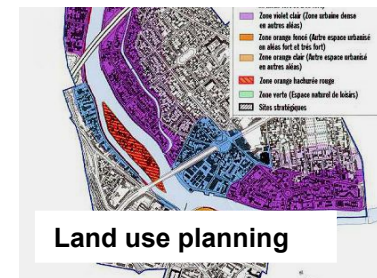 Zone violet clair (Zone urbaine dense
en autres aléas)
Zone orange foncé (Autre espace urbanisé
en aléas fort et très fort)
Zone orange clair (Autre espace urbanisé
en autres aléas)
Zone orange hachurée rouge
Zone verte (Espace naturel de loisirs)
Sites stratégiques
Land use planning